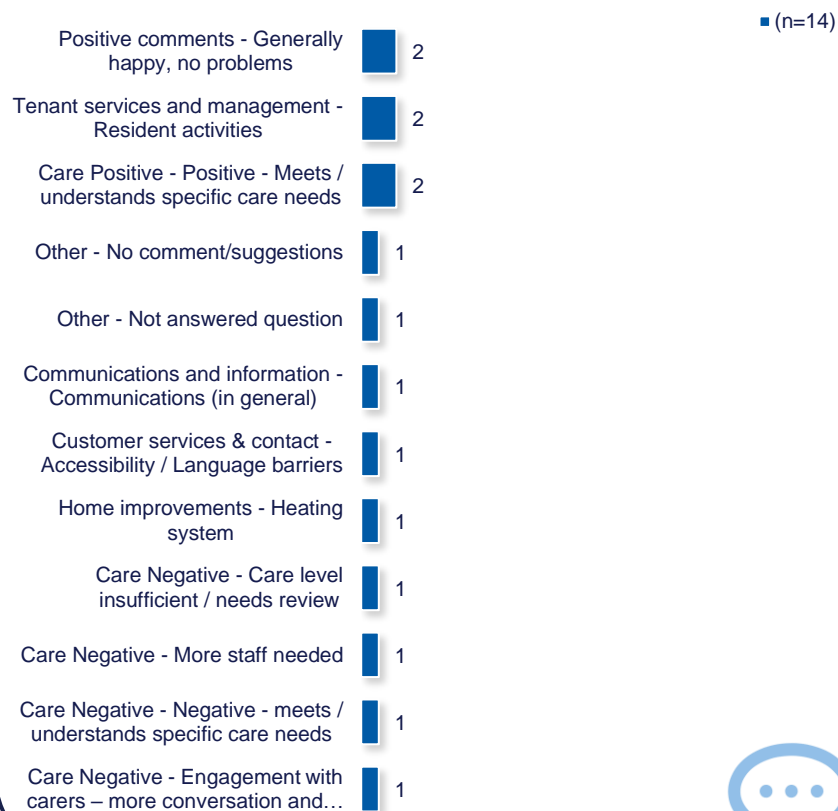 (n=14)
Positive comments - Generally
happy, no problems
2
Tenant services and management -
Resident activities
2
Care Positive - Positive - Meets /
understands specific care needs
2
Other - No comment/suggestions
1
Other - Not answered question
1
Communications and information -
Communications (in general)
1
Customer services & contact -
Accessibility / Language barriers
1
Home improvements - Heating
system
1
Care Negative - Care level
insufficient / needs review
1
Care Negative - More staff needed
1
Care Negative - Negative - meets /
understands specific care needs
1
Care Negative - Engagement with
carers – more conversation and…
1